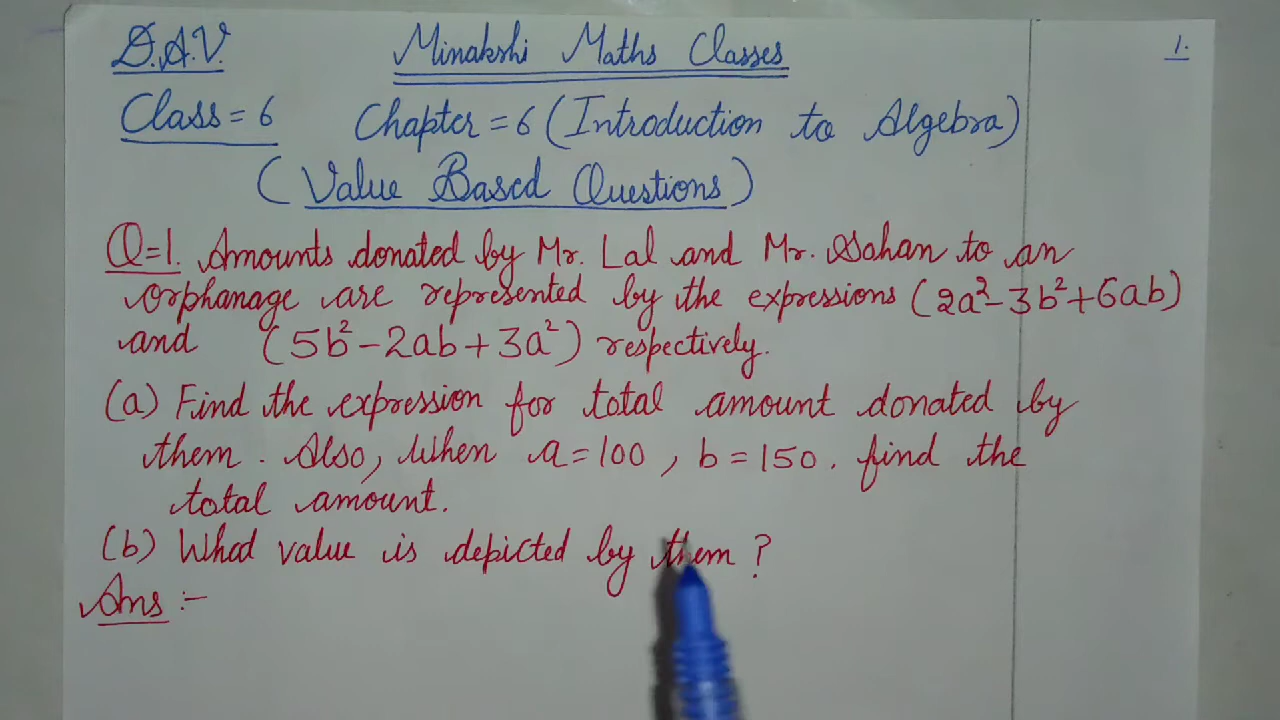 D.A.V. Minakshi Maths Classes 1.
Class = 6 Chapter = 6 (Introduction to Algebra)
(Value Based Questions)
Q=1. Amounts donated by Mr. Lal and Mr. Sahan to an
orphanage are represented by the expressions (2a²-3b²+6ab)
and (5b²-2ab+3a²) respectively.
(a) Find the expression for total amount donated by
them. Also, When a=100, b=150. find the
total amount.
(b) What value is depicted by them?
Ans :-